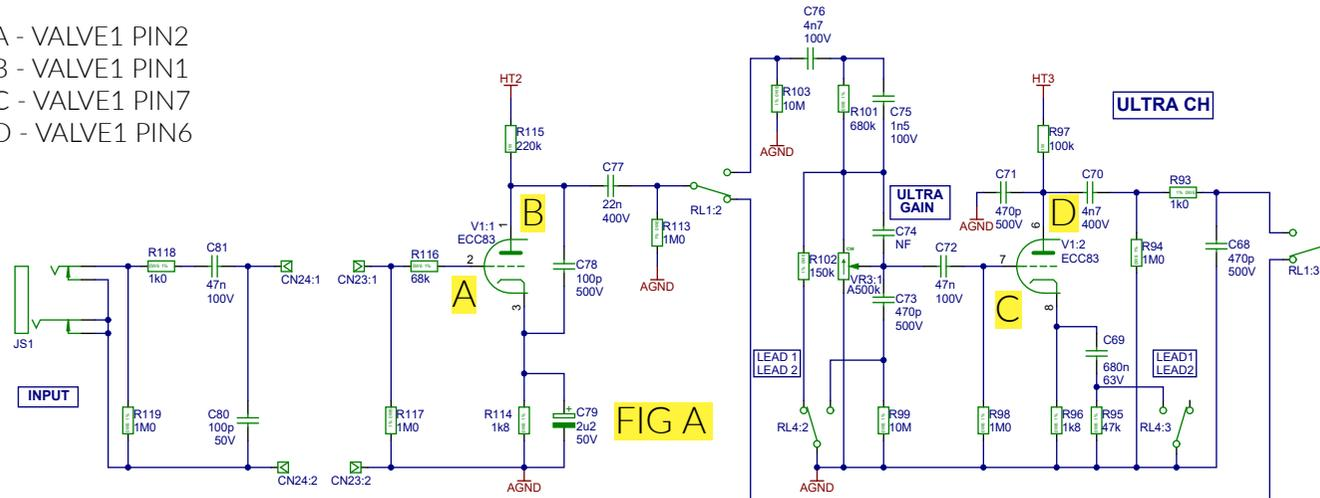 A - VALVE1 PIN2
B - VALVE1 PIN1
C - VALVE1 PIN7
D - VALVE1 PIN6
C76
4n7
100V
HT2
HT3
ULTRA CH
R103
10M
R101
680k
C75
1n5
100V
R115
220k
R97
100k
AGND
C77
22n
400V
RL1:2
ULTRA
GAIN
C71
470p
500V
AGND
D
C70
4n7
400V
R93
1k0
B
V1:1
ECC83
1
R113
1M0
C74
NF
6
V1:2
ECC83
R94
1M0
C68
470p
500V
RL1:3
R118
1k0
C81
47n
100V
CN24:1
CN23:1
R116
68k
2
A
3
C78
100p
500V
AGND
R102
150k
VR3:1
A500k
cw
C72
47n
100V
7
C
8
C73
470p
500V
JS1
LEAD 1
LEAD 2
C69
680n
63V
LEAD1
LEAD2
INPUT
R119
1M0
C80
100p
50V
R117
1M0
R114
1k8
+
C79
2u2
50V
FIG A
RL4:2
R99
10M
R98
1M0
R96
1k8
R95
47k
RL4:3
CN24:2
CN23:2
AGND
AGND